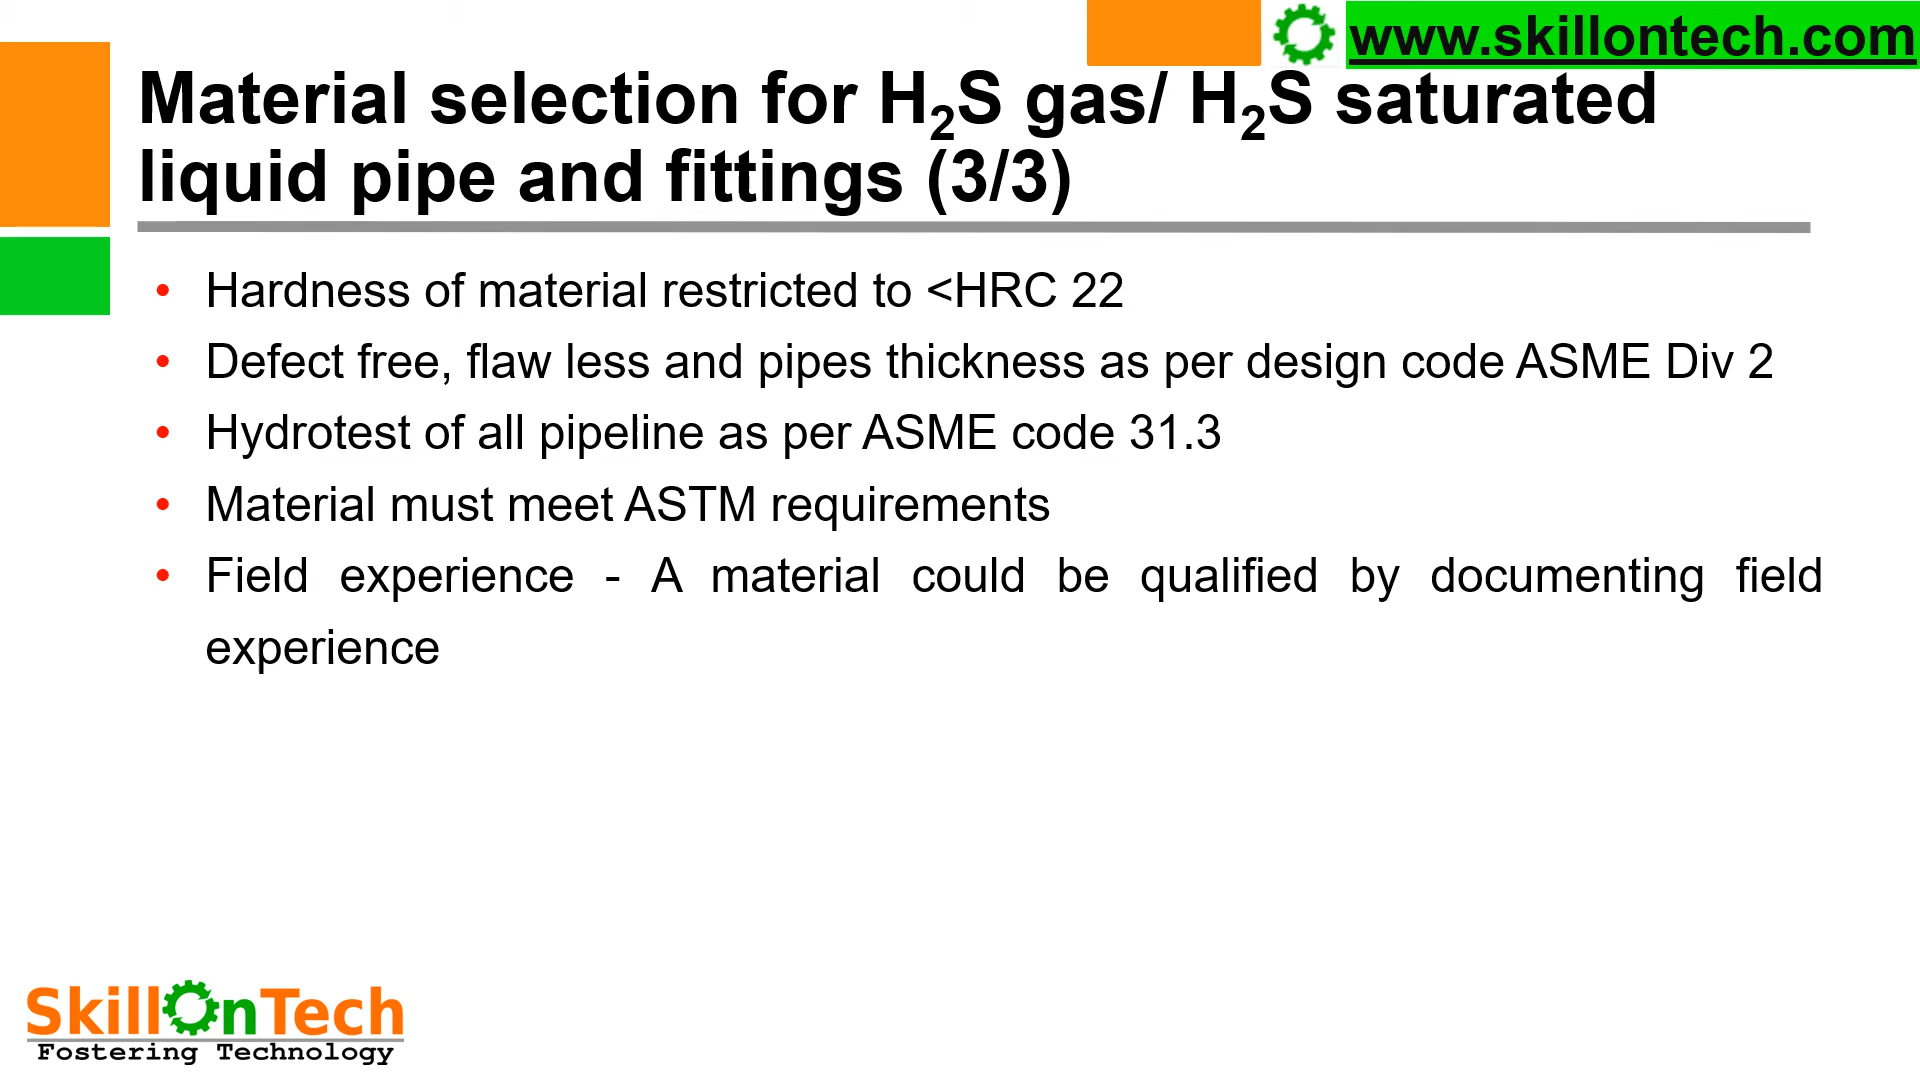 www.skillontech.com
Material selection for H₂S gas/ H₂S saturated
liquid pipe and fittings (3/3)
• Hardness of material restricted to <HRC 22
• Defect free, flaw less and pipes thickness as per design code ASME Div 2
• Hydrotest of all pipeline as per ASME code 31.3
• Material must meet ASTM requirements
• Field experience - A material could be qualified by documenting field
experience
SkillOnTech
Fostering Technology